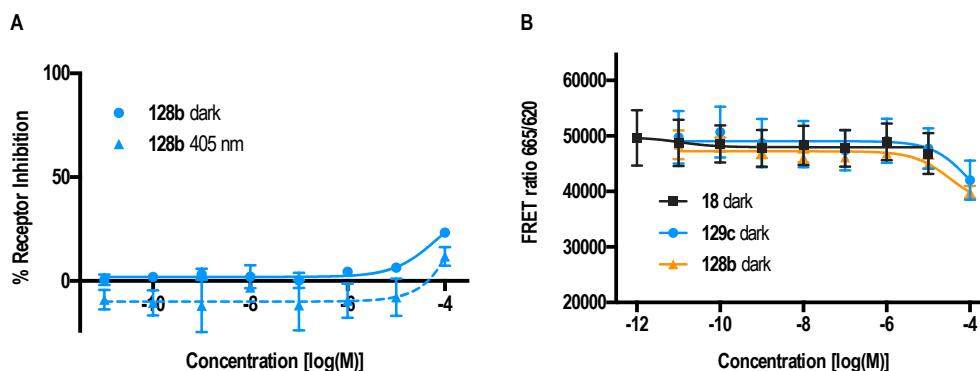 A
% Receptor Inhibition
100
50
0
128b dark
128b 405 nm
-10 -8 -6 -4
Concentration [log(M)]
B
FRET ratio 665/620
60000
50000
40000
30000
20000
18 dark
129c dark
128b dark
-12 -10 -8 -6 -4
Concentration [log(M)]